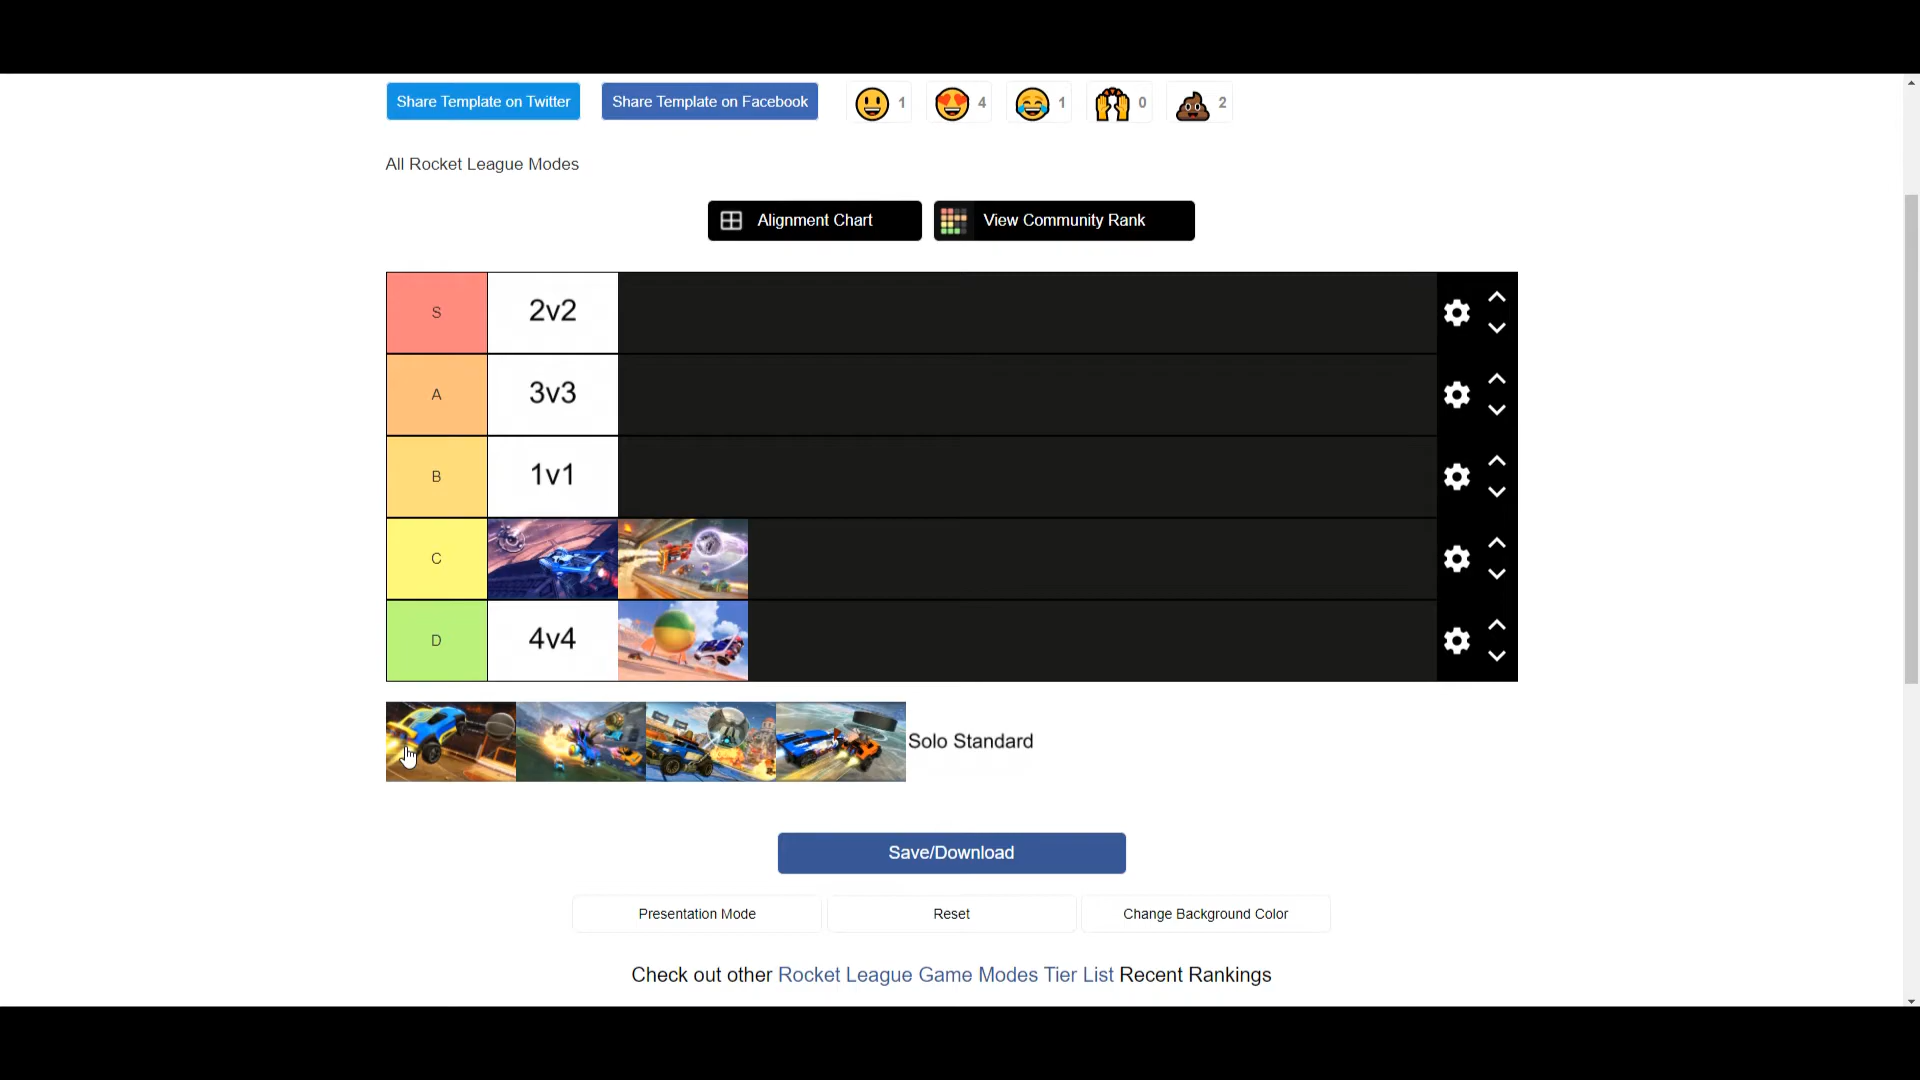 Share Template on Twitter
Share Template on Facebook
1
4
1
0
2
All Rocket League Modes
Alignment Chart
View Community Rank
S
2v2
A
3v3
B
1v1
C
D
4v4
Solo Standard
Save/Download
Presentation Mode
Reset
Change Background Color
Check out other Rocket League Game Modes Tier List Recent Rankings